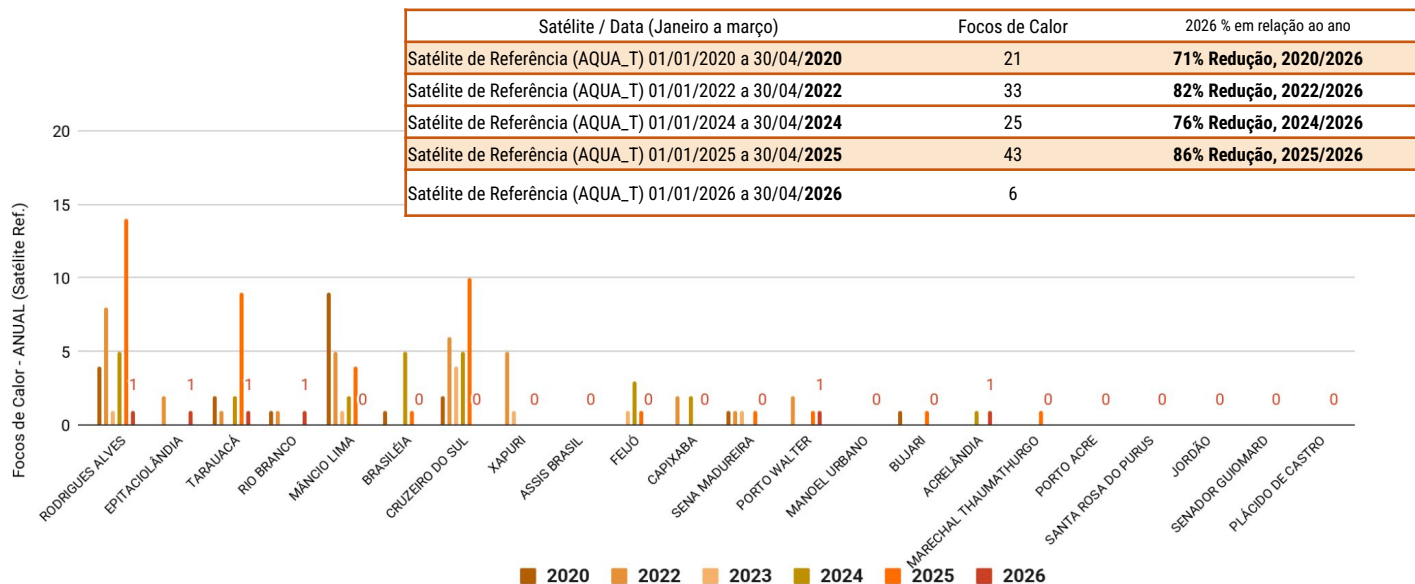 Satélite / Data (Janeiro a março) Focos de Calor 2026 % em relação ao ano
Satélite de Referência (AQUA_T) 01/01/2020 a 30/04/2020 21 71% Redução, 2020/2026
Satélite de Referência (AQUA_T) 01/01/2022 a 30/04/2022 33 82% Redução, 2022/2026
Satélite de Referência (AQUA_T) 01/01/2024 a 30/04/2024 25 76% Redução, 2024/2026
Satélite de Referência (AQUA_T) 01/01/2025 a 30/04/2025 43 86% Redução, 2025/2026
Satélite de Referência (AQUA_T) 01/01/2026 a 30/04/2026 6
Focos de Calor - ANUAL (Satélite Ref.)
20
15
10
5
0
1 1 1 1 0 0 0 0 0 0 0 0 1 0 0 1 0 0 0 0 0 0
RODRIGUES ALVES
EPITACIOLÂNDIA
TARAUACÁ
RIO BRANCO
MÂNCIO LIMA
BRASILÉIA
CRUZEIRO DO SUL
XAPURI
ASSIS BRASIL
FEIJÓ
CAPIXABA
SENA MADUREIRA
PORTO WALTER
MANOEL URBANO
BUJARI
ACRELÂNDIA
MARECHAL THAUMATHURGO
PORTO ACRE
SANTA ROSA DO PURUS
JORDÃO
SENADOR GUIOMARD
PLÁCIDO DE CASTRO
2020 2022 2023 2024 2025 2026